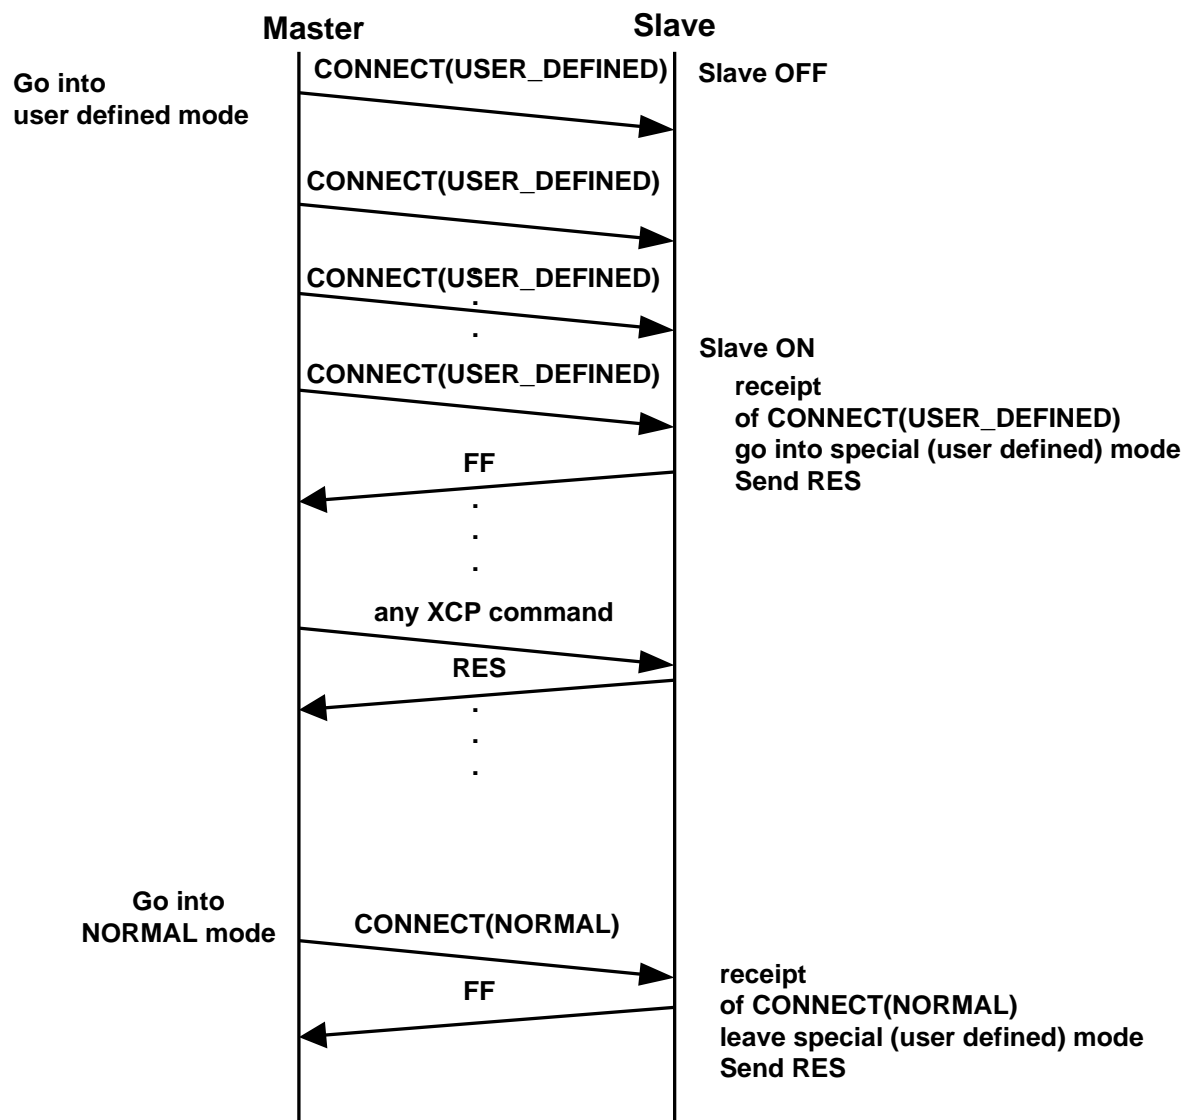 Master
Slave
Go into
user defined mode
CONNECT(USER_DEFINED)
Slave OFF
CONNECT(USER_DEFINED)
.
CONNECT(USER_DEFINED)
.
.
Slave ON
CONNECT(USER_DEFINED)
receipt
of CONNECT(USER_DEFINED)
go into special (user defined) mode
Send RES
FF
.
.
.
any XCP command
RES
.
.
.
Go into
NORMAL mode
CONNECT(NORMAL)
FF
receipt
of CONNECT(NORMAL)
leave special (user defined) mode
Send RES